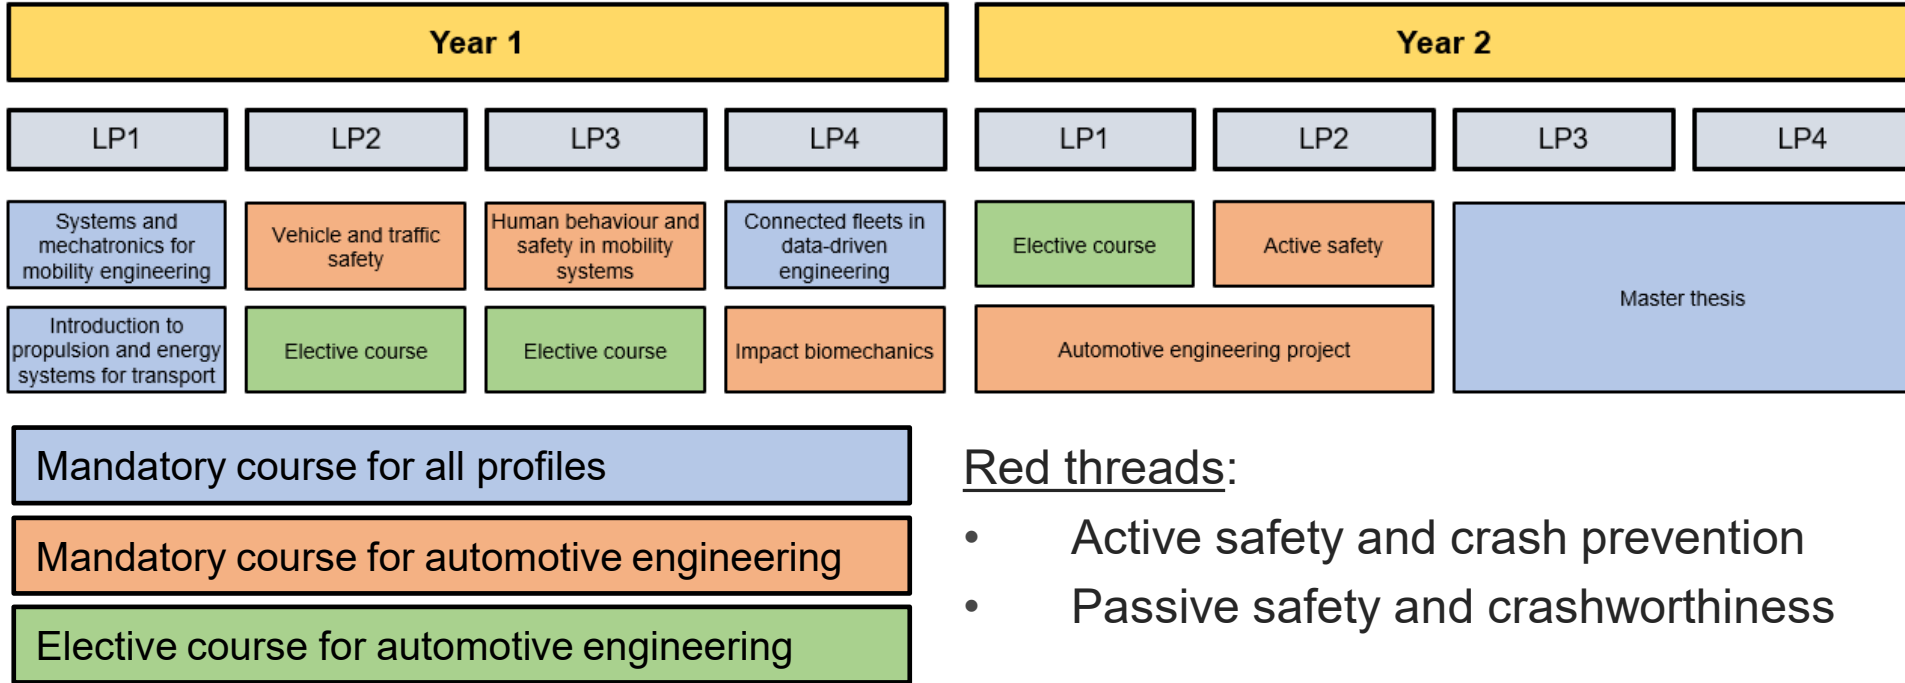 Year 1
Year 2
LP1
LP2
LP3
LP4
LP1
LP2
LP3
LP4
Systems and
mechatronics for
mobility engineering
Vehicle and traffic
safety
Human behaviour and
safety in mobility
systems
Connected fleets in
data-driven
engineering
Elective course
Active safety
Master thesis
Introduction to
propulsion and energy
systems for transport
Elective course
Elective course
Impact biomechanics
Automotive engineering project
Mandatory course for all profiles
Mandatory course for automotive engineering
Elective course for automotive engineering
Red threads:
• Active safety and crash prevention
• Passive safety and crashworthiness